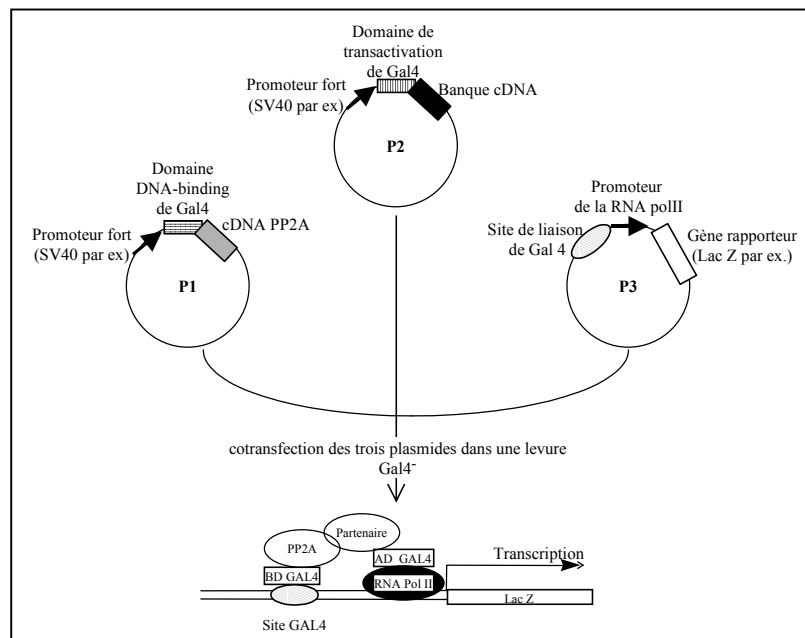 Domaine de
transactivation
de Gal4
Promoteur fort
(SV40 par ex)
Banque cDNA
P2
Domaine
DNA-binding
de Gal4
cDNA PP2A
Promoteur fort
(SV40 par ex)
P1
Promoteur
de la RNA polII
Site de liaison
de Gal 4
Gène rapporteur
(Lac Z par ex.)
P3
cotransfection des trois plasmides dans une levure
Gal4-
Partenaire
PP2A
AD GAL4
BD GAL4
RNA Pol II
Transcription
Lac Z
Site GAL4